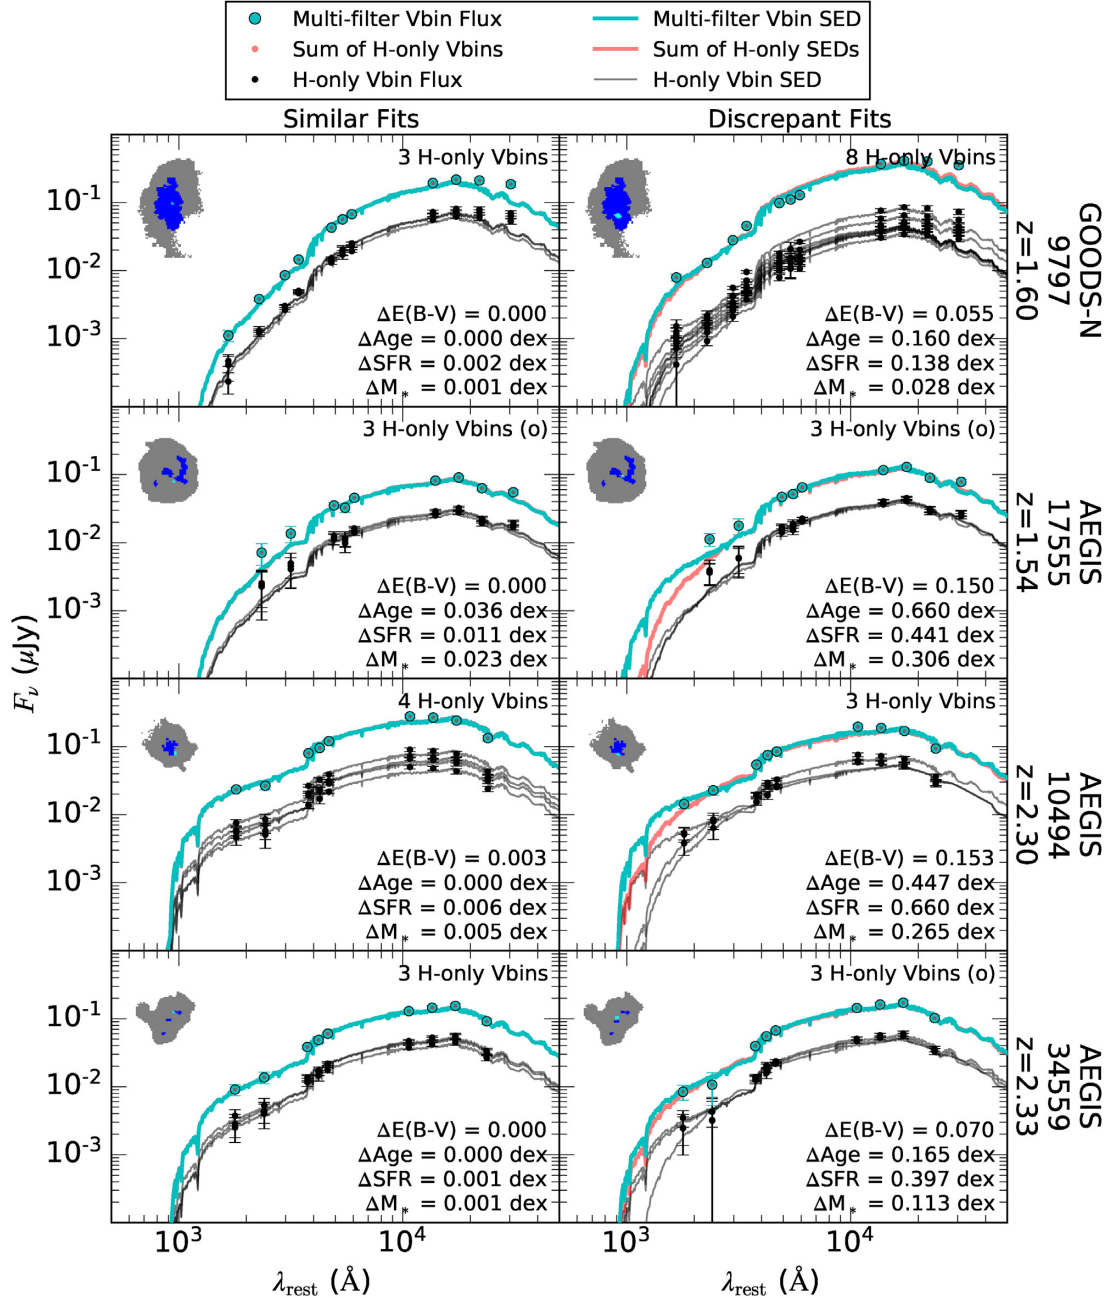 Multi-filter Vbin Flux
Multi-filter Vbin SED
Sum of H-only Vbins
Sum of H-only SEDs
H-only Vbin Flux
H-only Vbin SED
Similar Fits
Discrepant Fits
3 H-only Vbins
10⁻¹
10⁻²
10⁻³
ΔE(B-V) = 0.000
ΔAge = 0.000 dex
ΔSFR = 0.002 dex
ΔM* = 0.001 dex
8 H-only Vbins
ΔE(B-V) = 0.055
ΔAge = 0.160 dex
ΔSFR = 0.138 dex
ΔM* = 0.028 dex
GOODS-N
9797
z=1.60
3 H-only Vbins (o)
10⁻¹
10⁻²
10⁻³
ΔE(B-V) = 0.000
ΔAge = 0.036 dex
ΔSFR = 0.011 dex
ΔM* = 0.023 dex
3 H-only Vbins (o)
ΔE(B-V) = 0.150
ΔAge = 0.660 dex
ΔSFR = 0.441 dex
ΔM* = 0.306 dex
AEGIS
17555
z=1.54
Fν (μJy)
4 H-only Vbins
10⁻¹
10⁻²
10⁻³
ΔE(B-V) = 0.003
ΔAge = 0.000 dex
ΔSFR = 0.006 dex
ΔM* = 0.005 dex
3 H-only Vbins
ΔE(B-V) = 0.153
ΔAge = 0.447 dex
ΔSFR = 0.660 dex
ΔM* = 0.265 dex
AEGIS
10494
z=2.30
3 H-only Vbins
10⁻¹
10⁻²
10⁻³
ΔE(B-V) = 0.000
ΔAge = 0.000 dex
ΔSFR = 0.001 dex
ΔM* = 0.001 dex
3 H-only Vbins (o)
ΔE(B-V) = 0.070
ΔAge = 0.165 dex
ΔSFR = 0.397 dex
ΔM* = 0.113 dex
AEGIS
34559
z=2.33
10³
10⁴
10³
10⁴
λrest (Å)
λrest (Å)